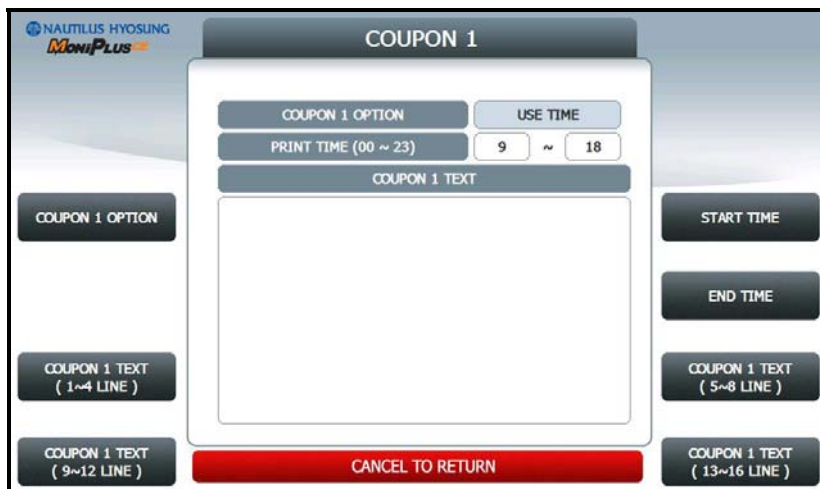 NAUTILUS HYOSUNG
MoniPlusCE
COUPON 1
COUPON 1 OPTION
USE TIME
PRINT TIME (00 ~ 23)
9 ~ 18
COUPON 1 TEXT
COUPON 1 OPTION
START TIME
END TIME
COUPON 1 TEXT
( 1~4 LINE )
COUPON 1 TEXT
( 5~8 LINE )
COUPON 1 TEXT
( 9~12 LINE )
CANCEL TO RETURN
COUPON 1 TEXT
( 13~16 LINE )